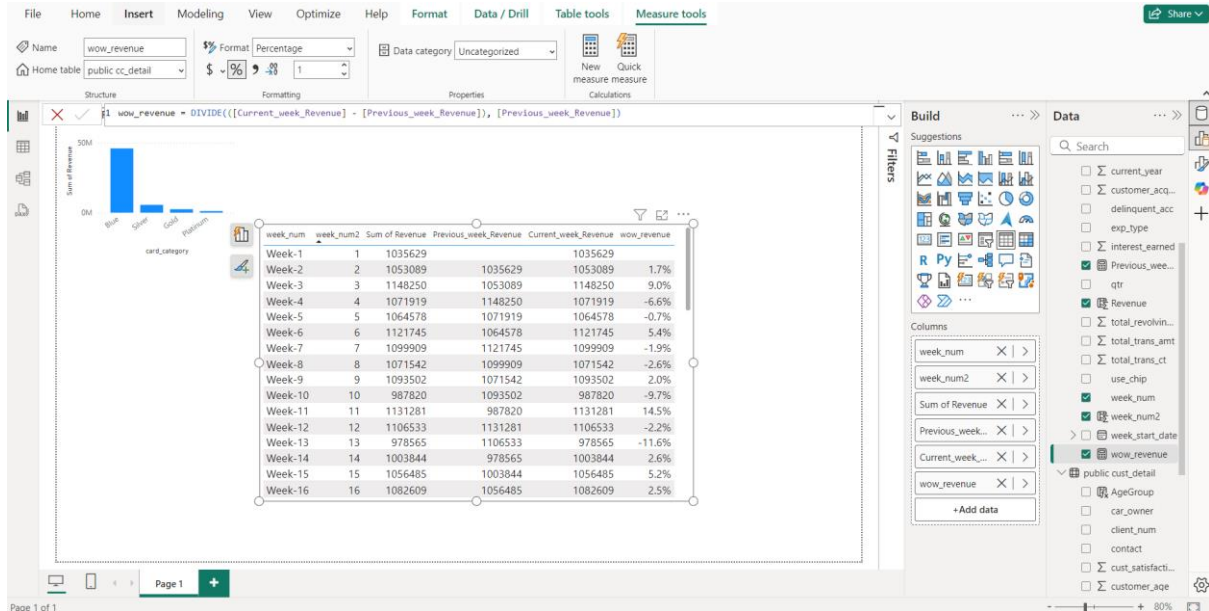 File Home Insert Modeling View Optimize Help Format Data / Drill Table tools Measure tools Share
Name wow_revenue
Home table public cc_detail
Structure
$% Format Percentage
$ % 1
Formatting
Data category Uncategorized
Properties
New measure
Quick measure
Calculations
1 wow_revenue = DIVIDE(([Current_week_Revenue] - [Previous_week_Revenue]), [Previous_week_Revenue])
50M
0M
Sum of Revenue
Blue Silver Gold Platinum
card_category
week_num week_num2 Sum of Revenue Previous_week_Revenue Current_week_Revenue wow_revenue
Week-1 1 1035629 1035629
Week-2 2 1053089 1035629 1053089 1.7%
Week-3 3 1148250 1053089 1148250 9.0%
Week-4 4 1071919 1148250 1071919 -6.6%
Week-5 5 1064578 1071919 1064578 -0.7%
Week-6 6 1121745 1064578 1121745 5.4%
Week-7 7 1099909 1121745 1099909 -1.9%
Week-8 8 1071542 1099909 1071542 -2.6%
Week-9 9 1093502 1071542 1093502 2.0%
Week-10 10 987820 1093502 987820 -9.7%
Week-11 11 1131281 987820 1131281 14.5%
Week-12 12 1106533 1131281 1106533 -2.2%
Week-13 13 978565 1106533 978565 -11.6%
Week-14 14 1003844 978565 1003844 2.6%
Week-15 15 1056485 1003844 1056485 5.2%
Week-16 16 1082609 1056485 1082609 2.5%
Filters
Build
Suggestions
R Py
Columns
week_num
week_num2
Sum of Revenue
Previous_week...
Current_week_...
wow_revenue
+Add data
Data
Search
current_year
customer_acq...
delinquent_acc
exp_type
interest_earned
Previous_wee...
qtr
Revenue
total_revolvin...
total_trans_amt
total_trans_ct
use_chip
week_num
week_num2
week_start_date
wow_revenue
public cust_detail
AgeGroup
car_owner
client_num
contact
cust_satisfacti...
customer_age
Page 1
Page 1 of 1
80%